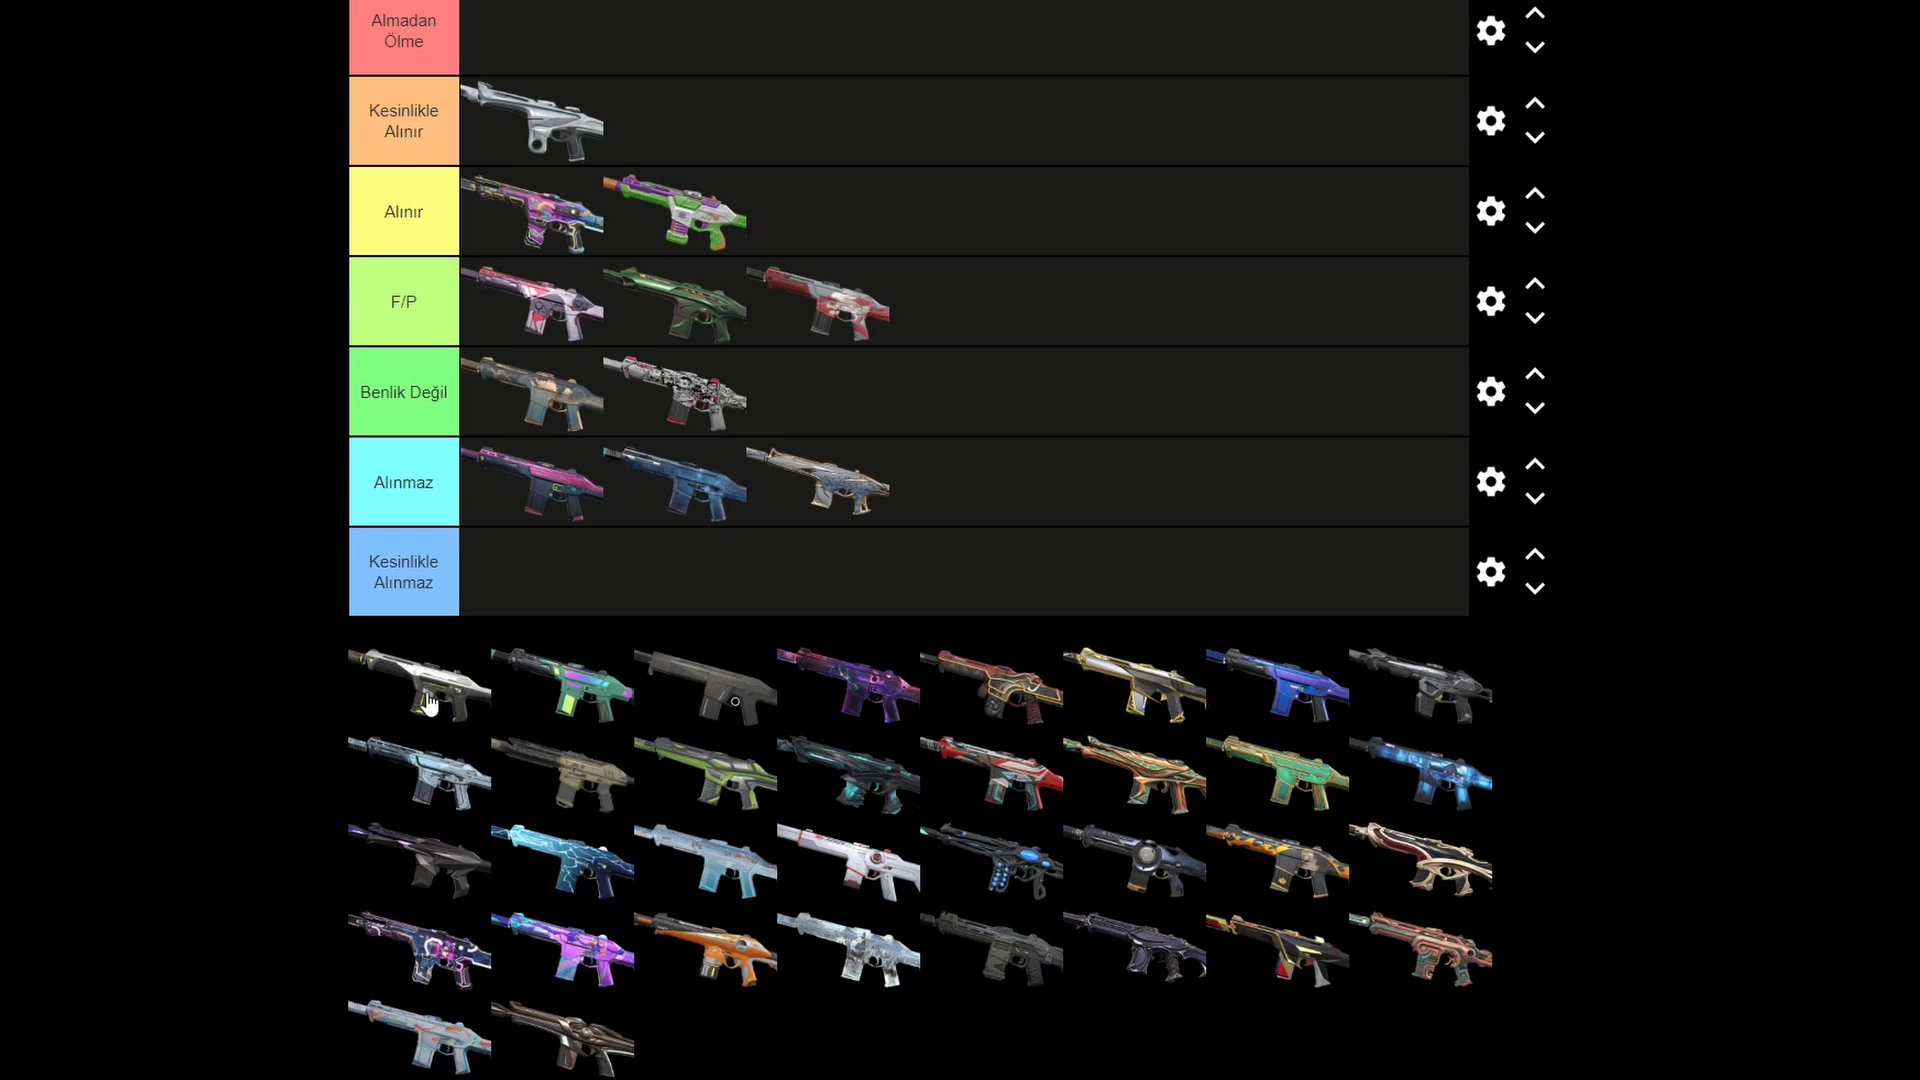 Almadan
Ölme
Kesinlikle
Alınır
Alınır
F/P
Benlik Değil
Alınmaz
Kesinlikle
Alınmaz